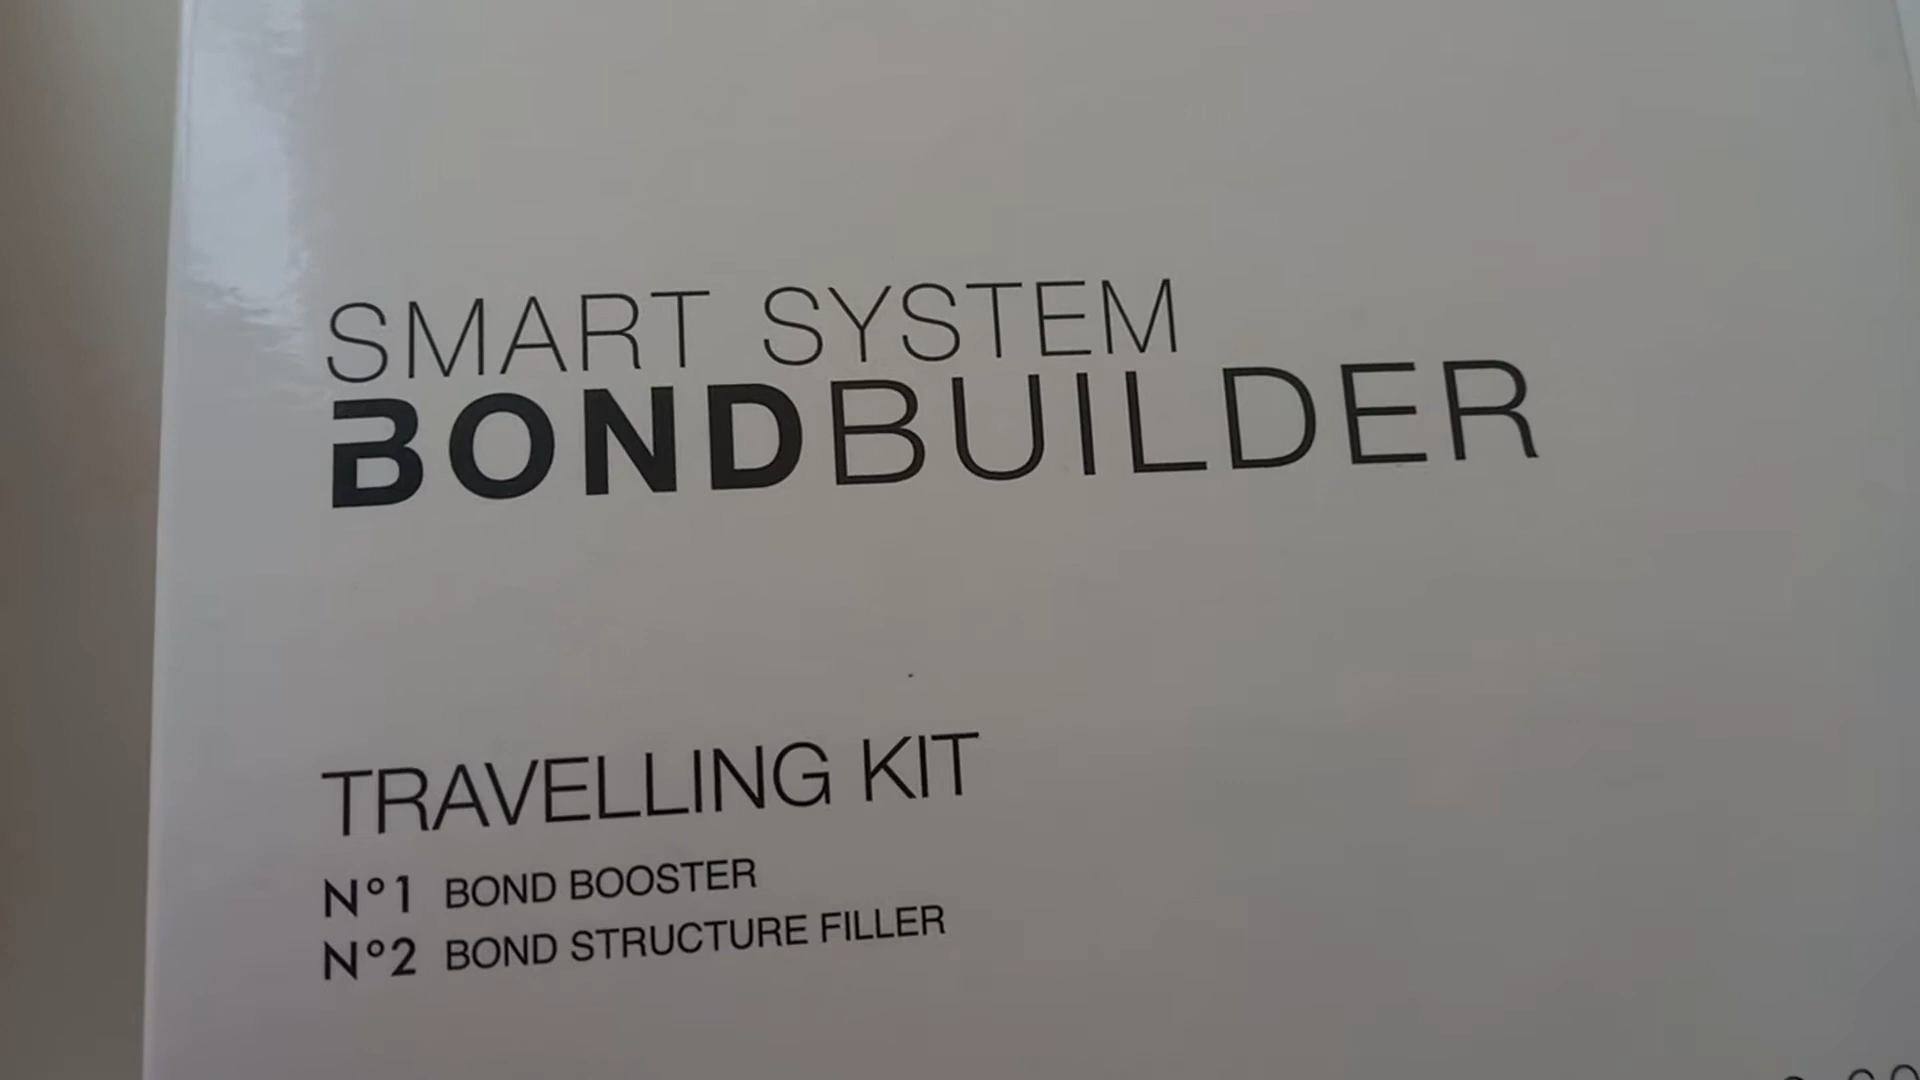 SMART SYSTEM
BONDBUILDER
TRAVELLING KIT
N°1 BOND BOOSTER
N°2 BOND STRUCTURE FILLER